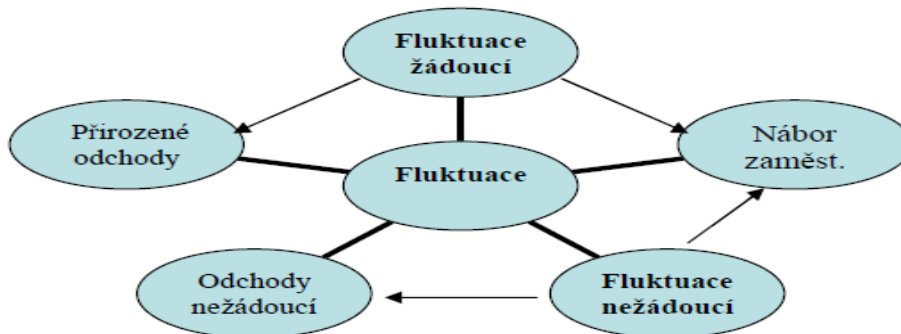 Fluktuace
žádoucí
Přirozené
odchody
Nábor
zaměst.
Fluktuace
Odchody
nežádoucí
Fluktuace
nežádoucí